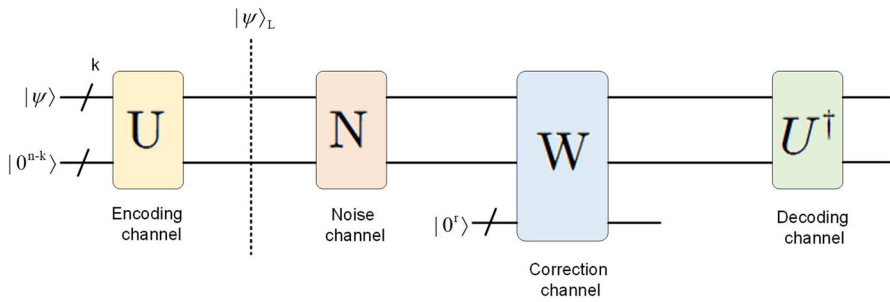 |ψ⟩_L
k
|ψ⟩
|0^{n-k}⟩
U
N
W
U^†
|0^r⟩
Encoding
channel
Noise
channel
Correction
channel
Decoding
channel